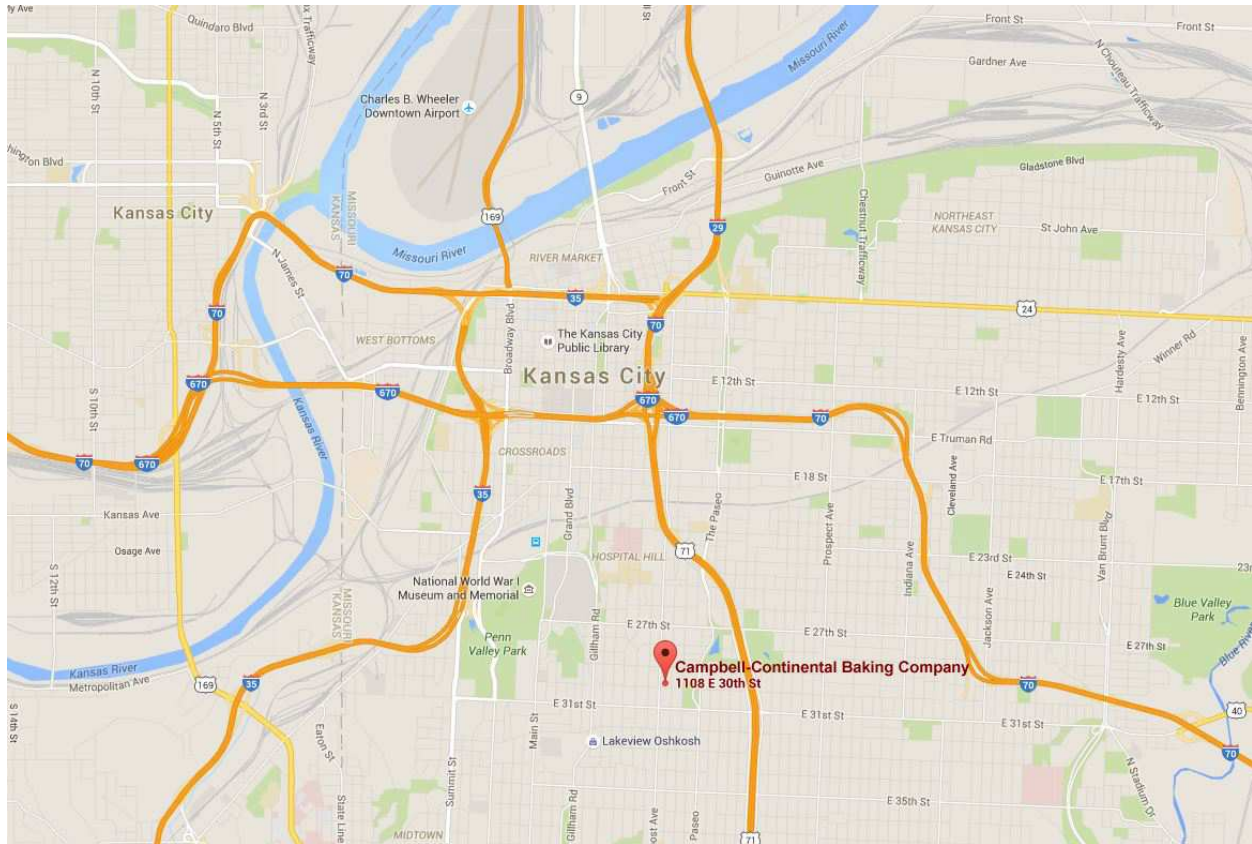 Quindaro Blvd
Front St
Front St
Missouri River
N Chouteau Trafficway
Gardner Ave
9
N 10th St
N 3rd St
N 5th St
Charles B. Wheeler
Downtown Airport
Guinotte Ave
Gladstone Blvd
Front St
Kansas City
MISSOURI
KANSAS
169
29
Chestnut Trafficway
NORTHEAST
KANSAS CITY
St John Ave
Missouri River
RIVER MARKET
N James St
70
35
24
70
70
WEST BOTTOMS
Broadway Blvd
The Kansas City
Public Library
Hardesty Ave
Winner Rd
Bennington Ave
Kansas City
E 12th St
E 12th St
670
670
670
670
70
S 10th St
Kansas River
CROSSROADS
E Truman Rd
70
670
35
E 18 St
E 17th St
Cleveland Ave
Kansas Ave
Osage Ave
Grand Blvd
The Paseo
Prospect Ave
Van Brunt Blvd
HOSPITAL HILL
71
Indiana Ave
E 23rd St
E 24th St
S 12th St
National World War I
Museum and Memorial
MISSOURI
KANSAS
Jackson Ave
Blue Valley
Park
Penn
Valley Park
Gillham Rd
E 27th St
E 27th St
E 27th St
Kansas River
Metropolitan Ave
169
35
Campbell-Continental Baking Company
1108 E 30th St
70
40
S 14th St
Eaton St
Main St
E 31st St
E 31st St
E 31st St
Lakeview Oshkosh
70
Summit St
State Line
Gillham Rd
Paseo
E 35th St
N Stadium Dr
MIDTOWN
71